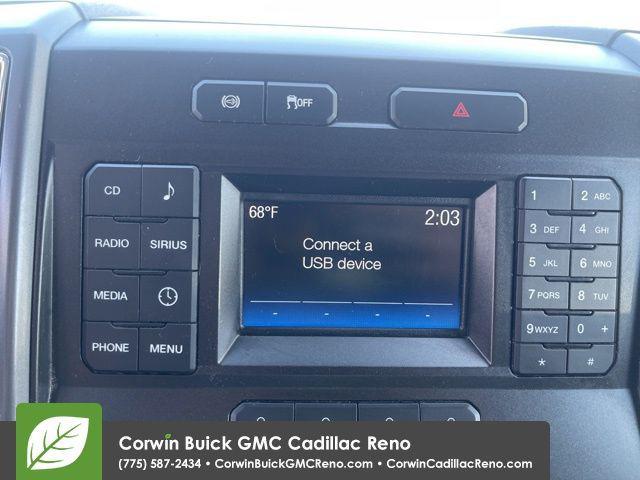 OFF
CD
RADIO
SIRIUS
MEDIA
PHONE
MENU
68°F
2:03
Connect a
USB device
- - - -
1
2 ABC
3 DEF
4 GHI
5 JKL
6 MNO
7 PQRS
8 TUV
9 WXYZ
0 +
*
#
Corwin Buick GMC Cadillac Reno
(775) 587-2434 • CorwinBuickGMCReno.com • CorwinCadillacReno.com